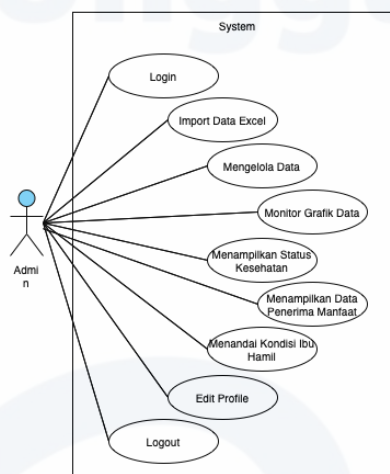 System
Login
Import Data Excel
Mengelola Data
Monitor Grafik Data
Menampilkan Status
Kesehatan
Menampilkan Data
Penerima Manfaat
Menandai Kondisi Ibu
Hamil
Edit Profile
Logout
Admi
n